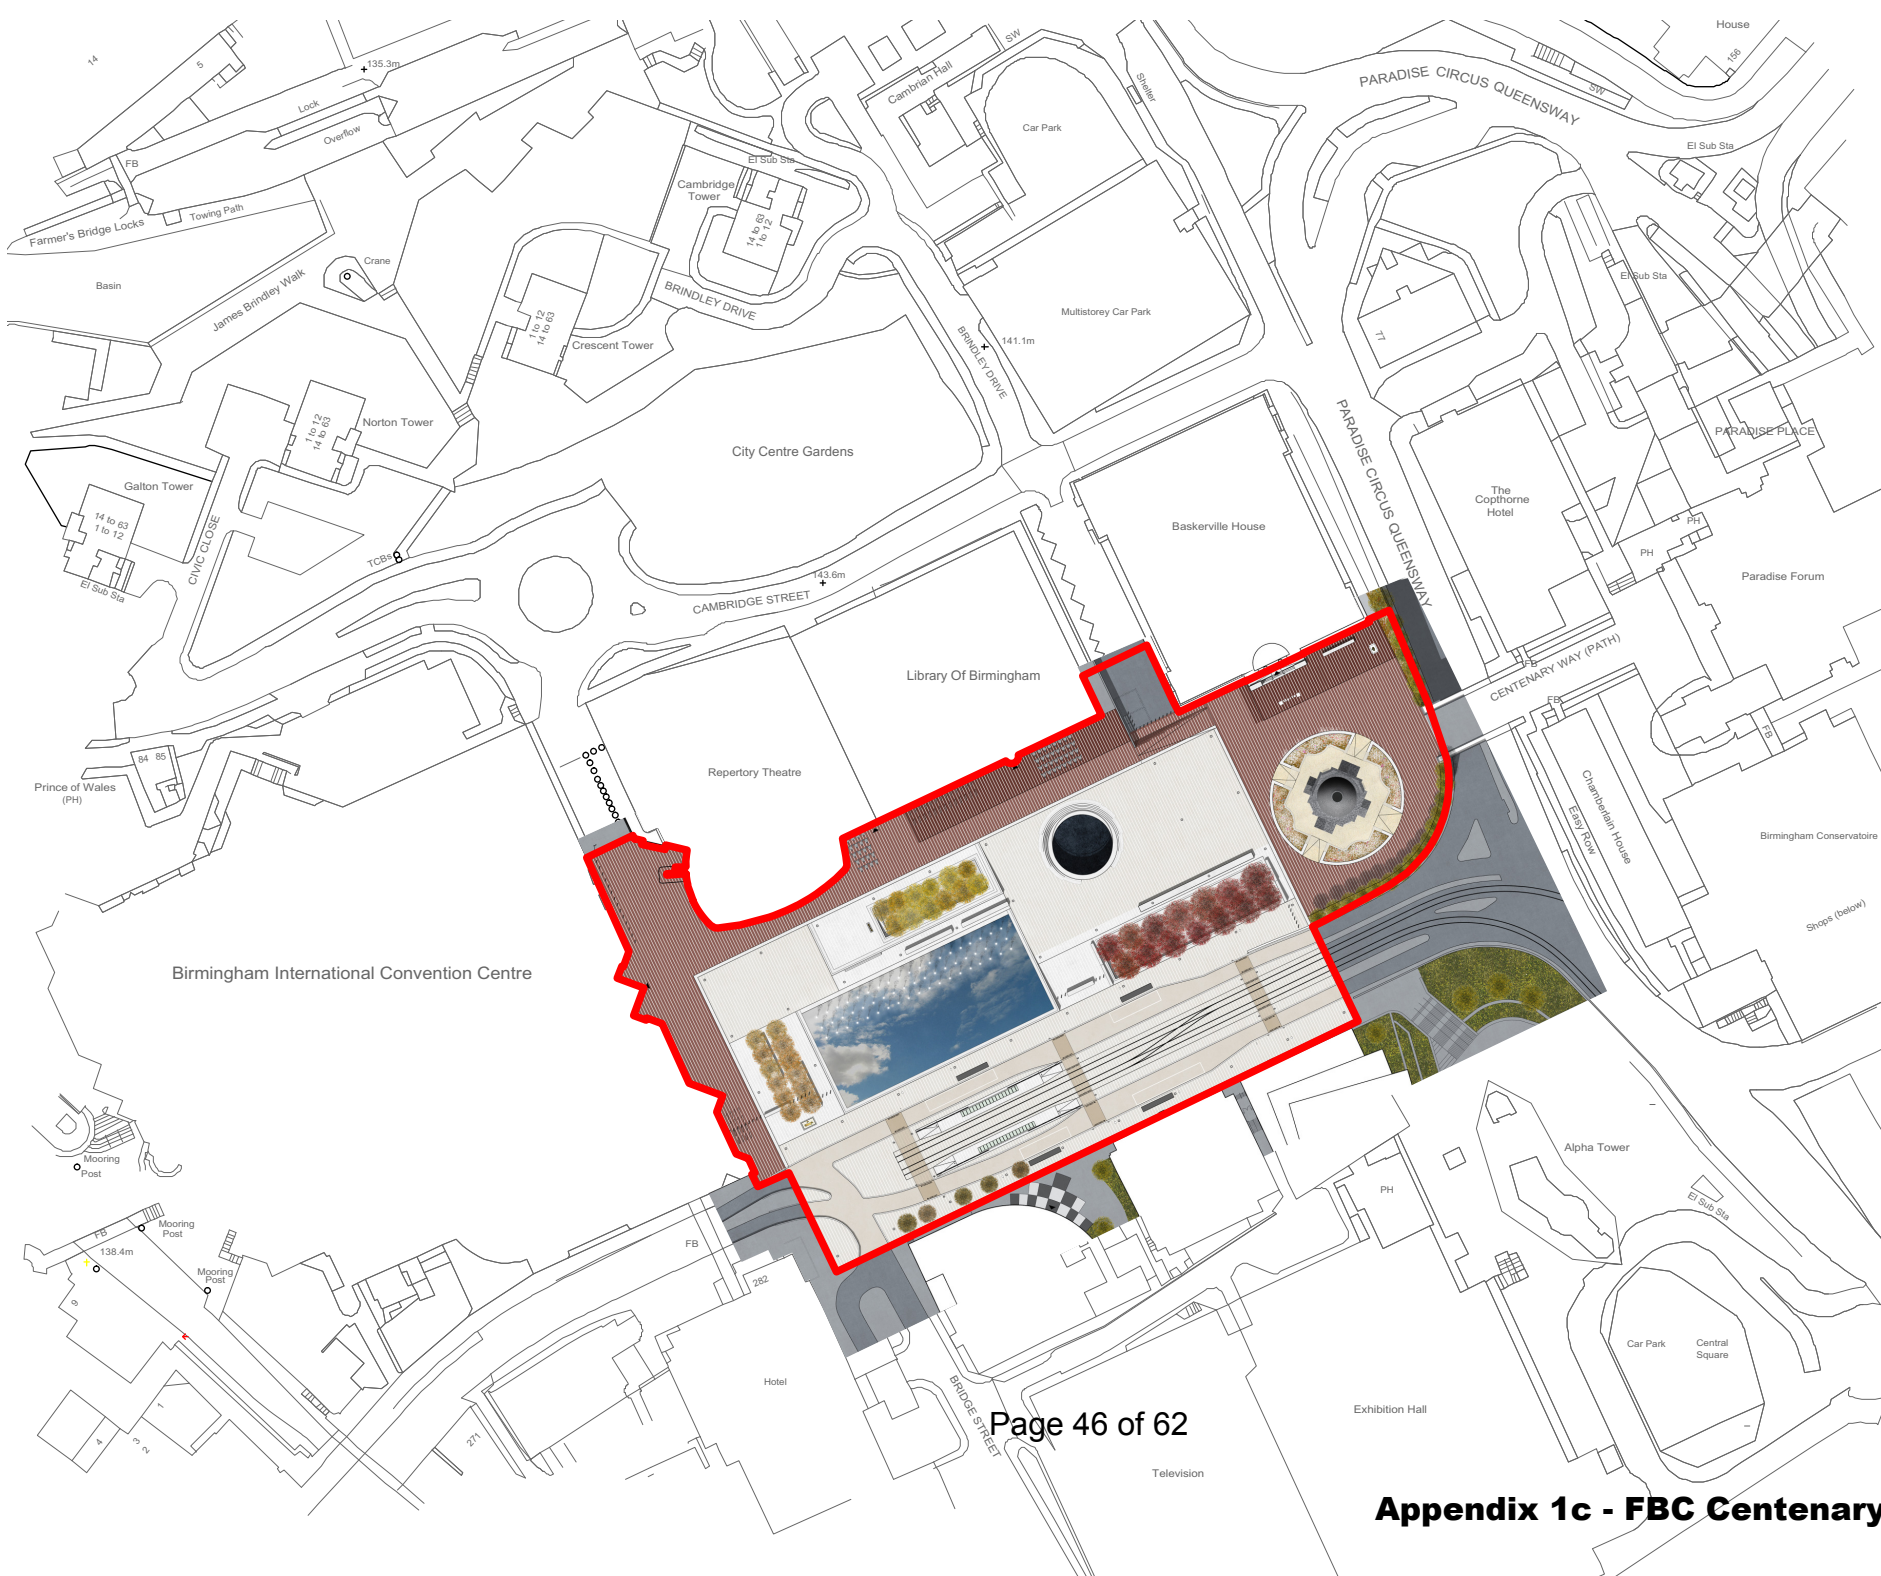 House
156
14
5
135.3m
SW
PARADISE CIRCUS QUEENSWAY
SW
Lock
Cambrian Hall
Shelter
Overflow
Car Park
El Sub Sta
FB
El Sub Sta
Cambridge
Tower
14 to 63
1 to 12
Towing Path
Farmer's Bridge Locks
Crane
El Sub Sta
Basin
James Brindley Walk
BRINDLEY DRIVE
1 to 12
14 to 63
Crescent Tower
Multistorey Car Park
BRINDLEY DRIVE
141.1m
77
Norton Tower
1 to 12
14 to 63
PARADISE CIRCUS QUEENSWAY
PARADISE PLACE
City Centre Gardens
Galton Tower
14 to 63
1 to 12
The
Copthorne
Hotel
Baskerville House
PH
PH
CIVIC CLOSE
TCBs
El Sub Sta
143.6m
CAMBRIDGE STREET
Paradise Forum
Library Of Birmingham
FB
CENTENARY WAY (PATH)
FB
FB
84 85
Prince of Wales
(PH)
Repertory Theatre
Chamberlain House
Easy Row
Birmingham Conservatoire
Shops (below)
Birmingham International Convention Centre
Alpha Tower
Mooring
Post
PH
El Sub Sta
FB
Mooring
Post
138.4m
FB
Mooring
Post
282
9
Car Park
Central
Square
Hotel
BRIDGE STREET
Exhibition Hall
1
4
3
2
271
Page 46 of 62
Television
Appendix 1c - FBC Centenary